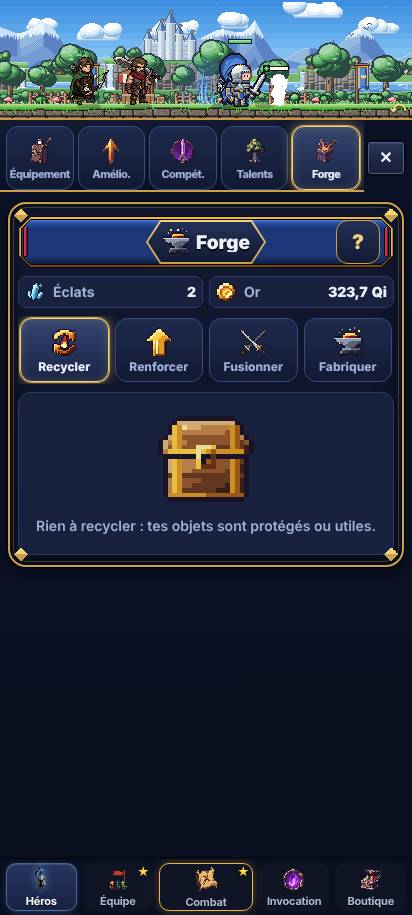 Équipement
Amélio.
Compét.
Talents
Forge
×
Forge
?
Éclats
2
Or
323,7 Qi
Recycler
Renforcer
Fusionner
Fabriquer
Rien à recycler : tes objets sont protégés ou utiles.
Héros
Équipe
Combat
Invocation
Boutique